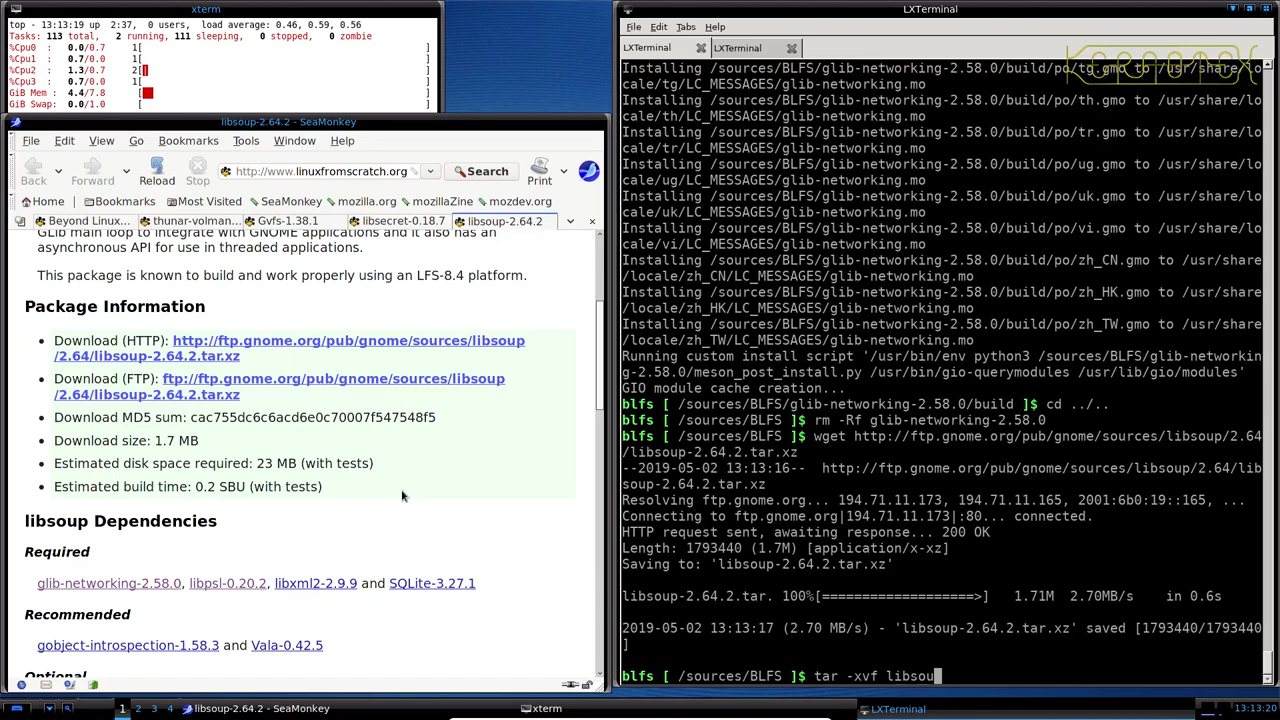 xterm
top - 13:13:19 up  2:37,  0 users,  load average: 0.46, 0.59, 0.56
Tasks: 113 total,   2 running, 111 sleeping,   0 stopped,   0 zombie
%Cpu0  :   0.0/0.7     1[                                                  ]
%Cpu1  :   0.7/0.0     1[                                                  ]
%Cpu2  :   1.3/0.7     2[|                                                 ]
%Cpu3  :   0.7/0.0     1[                                                  ]
GiB Mem :   4.4/7.8      [                                                  ]
GiB Swap:   0.0/1.0      [                                                  ]
libsoup-2.64.2 - SeaMonkey
File Edit View Go Bookmarks Tools Window Help
Back Forward Reload Stop http://www.linuxfromscratch.org Search Print
Home Bookmarks Most Visited SeaMonkey mozilla.org mozillaZine mozdev.org
Beyond Linux... thunar-volman... Gvfs-1.38.1 libsecret-0.18.7 libsoup-2.64.2
GLib main loop to integrate with GNOME applications and it also has an
asynchronous API for use in threaded applications.
This package is known to build and work properly using an LFS-8.4 platform.
Package Information
Download (HTTP): http://ftp.gnome.org/pub/gnome/sources/libsoup
/2.64/libsoup-2.64.2.tar.xz
Download (FTP): ftp://ftp.gnome.org/pub/gnome/sources/libsoup
/2.64/libsoup-2.64.2.tar.xz
Download MD5 sum: cac755dc6c6acd6e0c70007f547548f5
Download size: 1.7 MB
Estimated disk space required: 23 MB (with tests)
Estimated build time: 0.2 SBU (with tests)
libsoup Dependencies
Required
glib-networking-2.58.0, libpsl-0.20.2, libxml2-2.9.9 and SQLite-3.27.1
Recommended
gobject-introspection-1.58.3 and Vala-0.42.5
Optional
LXTerminal
File Edit Tabs Help
LXTerminal LXTerminal
Kernotex
Installing /sources/BLFS/glib-networking-2.58.0/build/po/tg.gmo to /usr/share/lo
cale/tg/LC_MESSAGES/glib-networking.mo
Installing /sources/BLFS/glib-networking-2.58.0/build/po/th.gmo to /usr/share/lo
cale/th/LC_MESSAGES/glib-networking.mo
Installing /sources/BLFS/glib-networking-2.58.0/build/po/tr.gmo to /usr/share/lo
cale/tr/LC_MESSAGES/glib-networking.mo
Installing /sources/BLFS/glib-networking-2.58.0/build/po/ug.gmo to /usr/share/lo
cale/ug/LC_MESSAGES/glib-networking.mo
Installing /sources/BLFS/glib-networking-2.58.0/build/po/uk.gmo to /usr/share/lo
cale/uk/LC_MESSAGES/glib-networking.mo
Installing /sources/BLFS/glib-networking-2.58.0/build/po/vi.gmo to /usr/share/lo
cale/vi/LC_MESSAGES/glib-networking.mo
Installing /sources/BLFS/glib-networking-2.58.0/build/po/zh_CN.gmo to /usr/share
/locale/zh_CN/LC_MESSAGES/glib-networking.mo
Installing /sources/BLFS/glib-networking-2.58.0/build/po/zh_HK.gmo to /usr/share
/locale/zh_HK/LC_MESSAGES/glib-networking.mo
Installing /sources/BLFS/glib-networking-2.58.0/build/po/zh_TW.gmo to /usr/share
/locale/zh_TW/LC_MESSAGES/glib-networking.mo
Running custom install script '/usr/bin/env python3 /sources/BLFS/glib-networkin
g-2.58.0/meson_post_install.py /usr/bin/gio-querymodules /usr/lib/gio/modules'
GIO module cache creation...
blfs [ /sources/BLFS/glib-networking-2.58.0/build ]$ cd ../..
blfs [ /sources/BLFS ]$ rm -Rf glib-networking-2.58.0
blfs [ /sources/BLFS ]$ wget http://ftp.gnome.org/pub/gnome/sources/libsoup/2.64
/libsoup-2.64.2.tar.xz
--2019-05-02 13:13:16--  http://ftp.gnome.org/pub/gnome/sources/libsoup/2.64/lib
soup-2.64.2.tar.xz
Resolving ftp.gnome.org... 194.71.11.173, 194.71.11.165, 2001:6b0:19::165, ...
Connecting to ftp.gnome.org|194.71.11.173|:80... connected.
HTTP request sent, awaiting response... 200 OK
Length: 1793440 (1.7M) [application/x-xz]
Saving to: 'libsoup-2.64.2.tar.xz'
libsoup-2.64.2.tar. 100%[===================>]   1.71M  2.70MB/s    in 0.6s
2019-05-02 13:13:17 (2.70 MB/s) - 'libsoup-2.64.2.tar.xz' saved [1793440/1793440
]
blfs [ /sources/BLFS ]$ tar -xvf libsou
1 2 3 4 libsoup-2.64.2 - SeaMonkey xterm LXTerminal 13:13:20